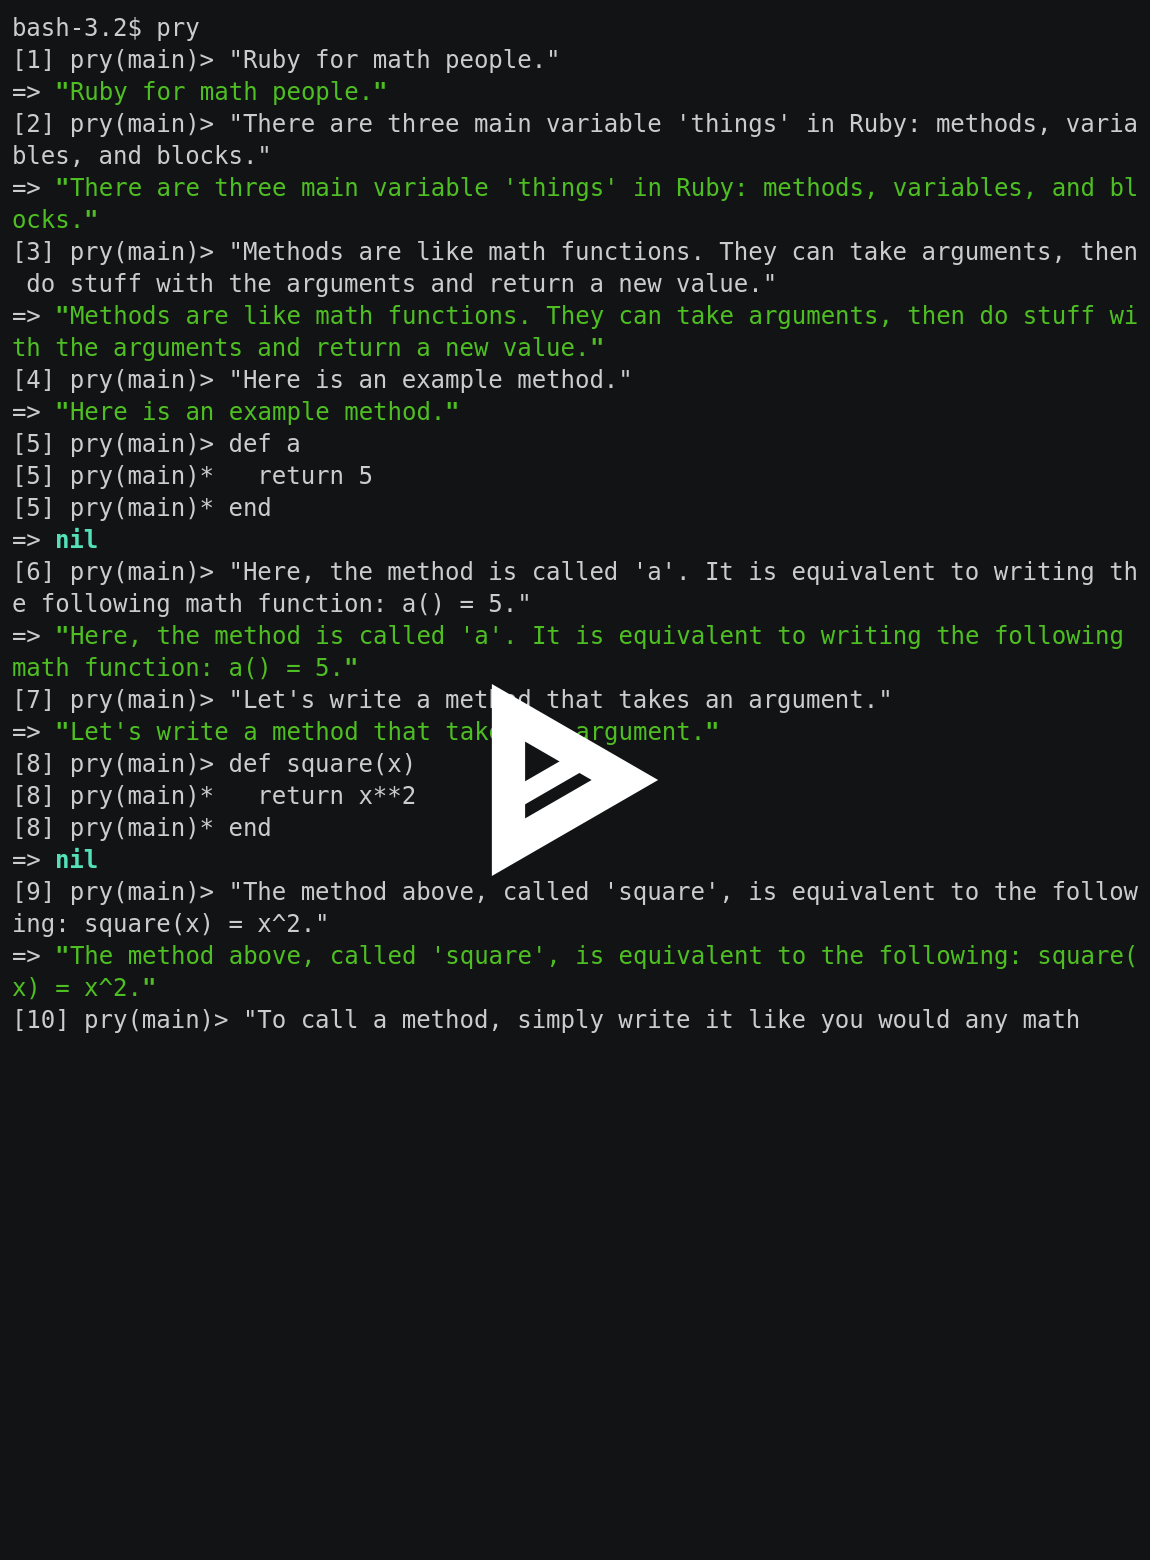 bash-3.2$ pry
[1] pry(main)> "Ruby for math people."
=> "Ruby for math people."
[2] pry(main)> "There are three main variable 'things' in Ruby: methods, varia
bles, and blocks."
=> "There are three main variable 'things' in Ruby: methods, variables, and bl
ocks."
[3] pry(main)> "Methods are like math functions. They can take arguments, then
 do stuff with the arguments and return a new value."
=> "Methods are like math functions. They can take arguments, then do stuff wi
th the arguments and return a new value."
[4] pry(main)> "Here is an example method."
=> "Here is an example method."
[5] pry(main)> def a
[5] pry(main)*   return 5
[5] pry(main)* end
=> nil
[6] pry(main)> "Here, the method is called 'a'. It is equivalent to writing th
e following math function: a() = 5."
=> "Here, the method is called 'a'. It is equivalent to writing the following
math function: a() = 5."
[7] pry(main)> "Let's write a method that takes an argument."
=> "Let's write a method that take argument."
[8] pry(main)> def square(x)
[8] pry(main)*   return x**2
[8] pry(main)* end
=> nil
[9] pry(main)> "The method above, called 'square', is equivalent to the follow
ing: square(x) = x^2."
=> "The method above, called 'square', is equivalent to the following: square(
x) = x^2."
[10] pry(main)> "To call a method, simply write it like you would any math